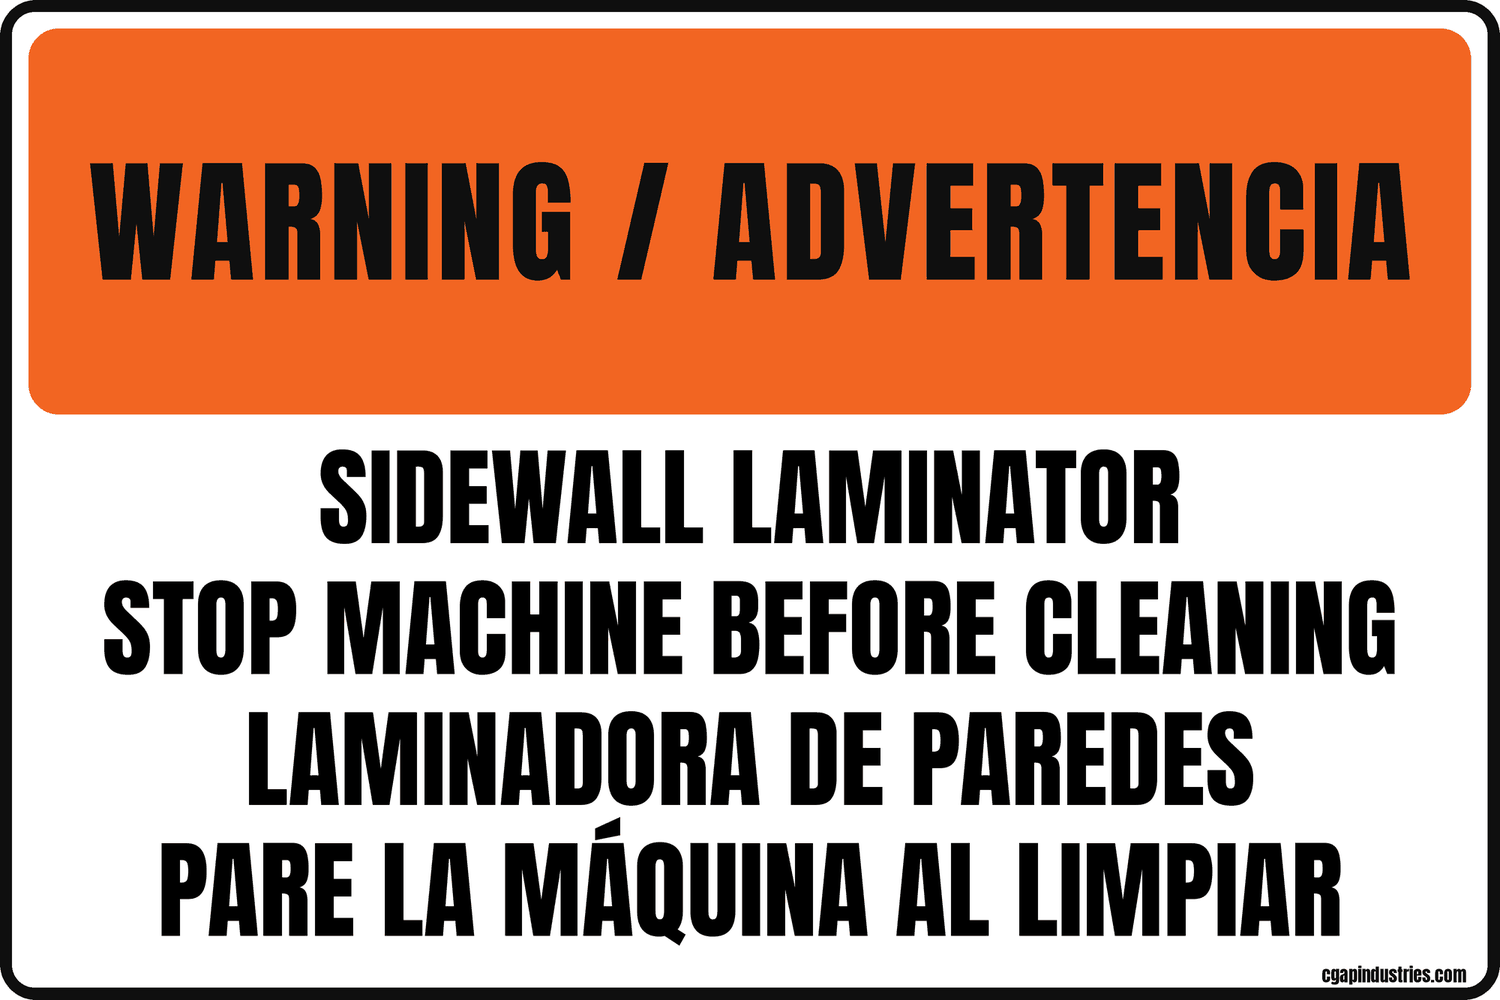 WARNING / ADVERTENCIA
SIDEWALL LAMINATOR
STOP MACHINE BEFORE CLEANING
LAMINADORA DE PAREDES
PARE LA MÁQUINA AL LIMPIAR
cgapindustries.com